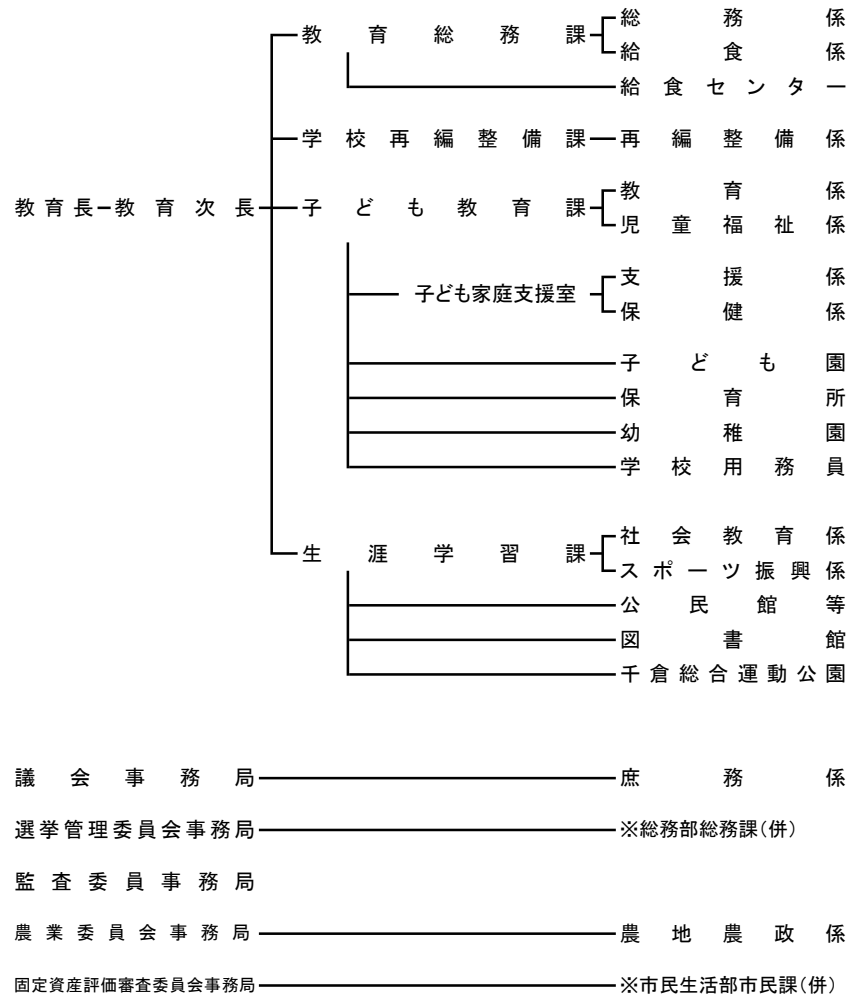 教育総務課 総務係
給食係
給食センター
学校再編整備課 再編整備係
教育長 教育次長 子ども教育課 教育係
児童福祉係
子ども家庭支援室 支援係
保健係
子ども園
保育所
幼稚園
学校用務員
生涯学習課 社会教育係
スポーツ振興係
公民館等
図書館
千倉総合運動公園
議会事務局 庶務係
選挙管理委員会事務局 ※総務部総務課(併)
監査委員事務局
農業委員会事務局 農地農政係
固定資産評価審査委員会事務局 ※市民生活部市民課(併)